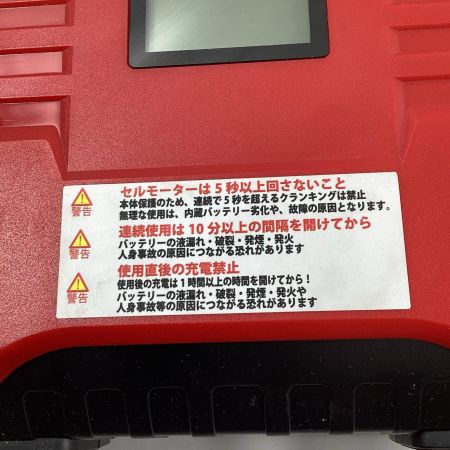 セルモーターは5秒以上回さないこと
本体保護のため、連続で5秒を超えるクランキングは禁止
無理な使用は、内蔵バッテリー劣化や、故障の原因となります。
警告
連続使用は10分以上の間隔を開けてから
バッテリーの液漏れ・破裂・発煙・発火
人身事故の原因につながる恐れがあります
警告
使用直後の充電禁止
使用後の充電は1時間以上の時間を開けてから！
バッテリーの液漏れ・破裂・発煙・発火や
人身事故等の原因につながる恐れがあります
警告